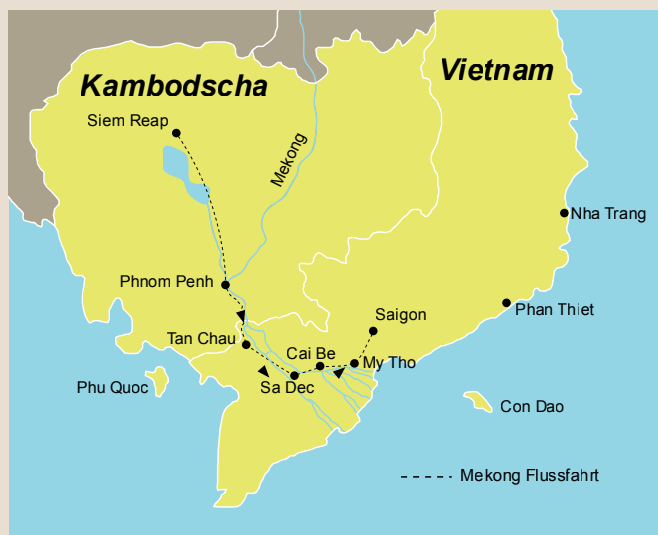 Kambodscha
Vietnam
Siem Reap
Mekong
Nha Trang
Phnom Penh
Phan Thiet
Saigon
Tan Chau
Cai Be
My Tho
Phu Quoc
Sa Dec
Con Dao
Mekong Flussfahrt